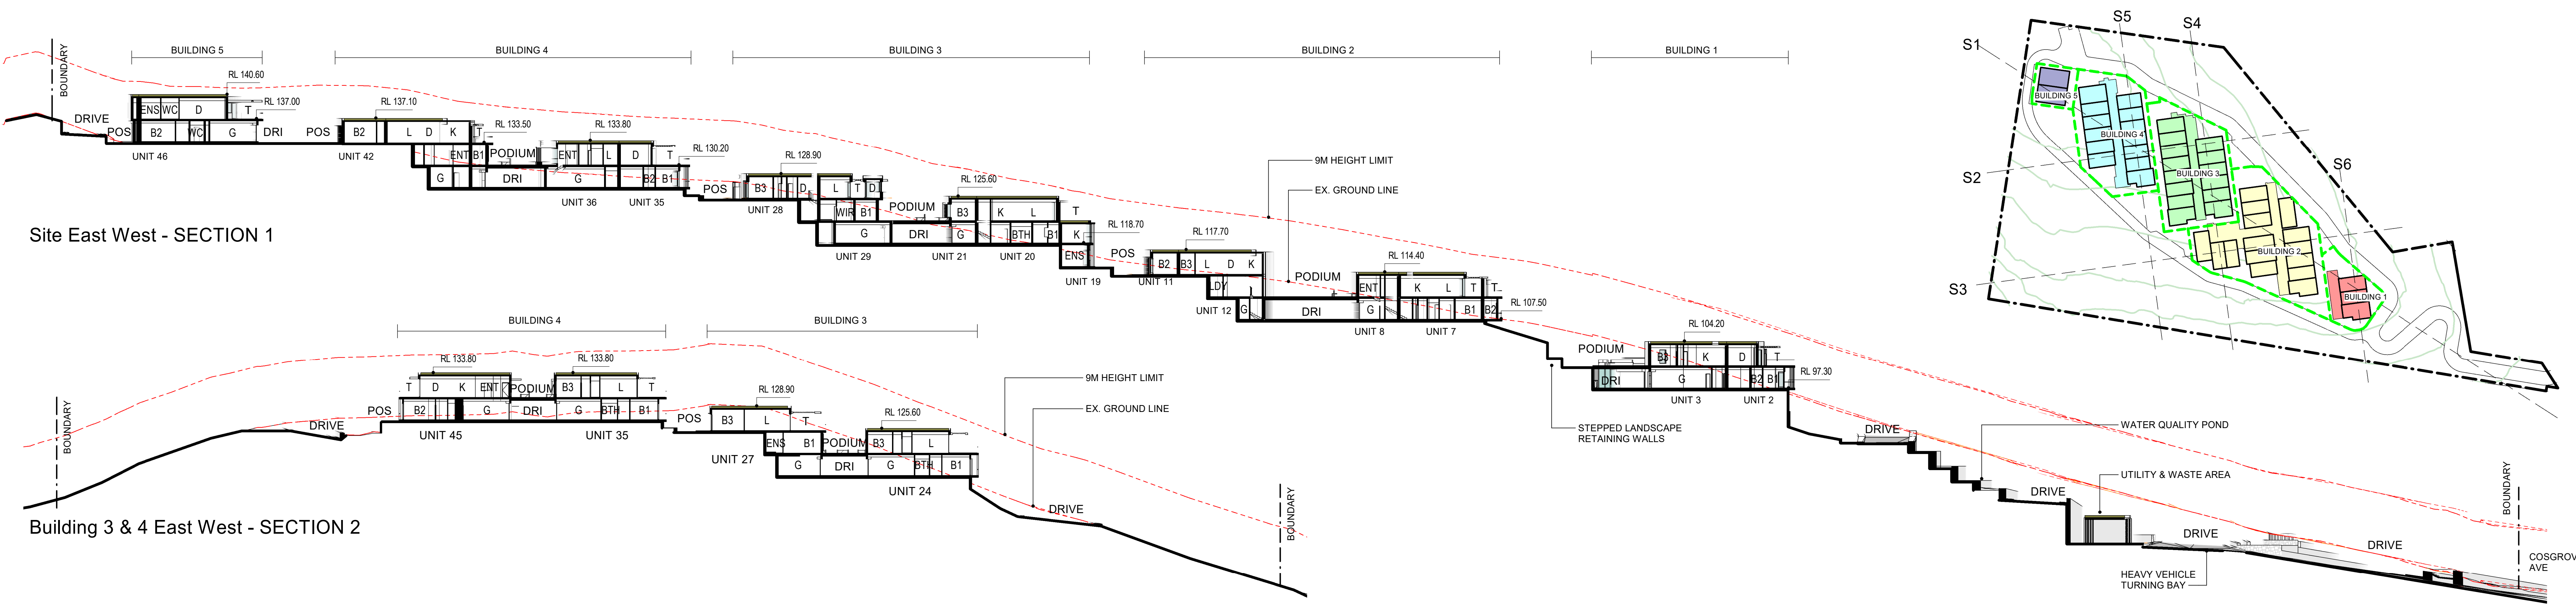 BUILDING 5
BUILDING 4
BUILDING 3
BUILDING 2
BUILDING 1
BOUNDARY
RL 140.60
RL 137.00
RL 137.10
RL 133.50
RL 133.80
RL 130.20
RL 128.90
RL 125.60
RL 118.70
RL 117.70
RL 114.40
RL 107.50
RL 104.20
RL 97.30
9M HEIGHT LIMIT
EX. GROUND LINE
DRIVE
POS
ENS WC D T
B2 WC G DRI
UNIT 46
POS
B2 L D K T
UNIT 42
ENT B1
G
PODIUM
DRI
ENT L D T
G B2 B1
UNIT 36
UNIT 35
POS
B3 D L T D
UNIT 28
WIR B1
G
UNIT 29
PODIUM
DRI
B3 K L T
G BTH B1 K
ENS
UNIT 21
UNIT 20
UNIT 19
POS
B2 B3 L D K
UNIT 11
LDY
G
UNIT 12
PODIUM
DRI
ENT K L T T
G L B1 B2
UNIT 8
UNIT 7
PODIUM
DRI
B3 K D T
G B2 B1
UNIT 3
UNIT 2
STEPPED LANDSCAPE
RETAINING WALLS
DRIVE
WATER QUALITY POND
UTILITY & WASTE AREA
DRIVE
DRIVE
DRIVE
HEAVY VEHICLE
TURNING BAY
BOUNDARY
COSGROV
AVE
Site East West - SECTION 1
BUILDING 4
BUILDING 3
BOUNDARY
RL 133.80
RL 133.80
RL 128.90
RL 125.60
9M HEIGHT LIMIT
EX. GROUND LINE
DRIVE
POS
T D K ENT
B2 G
UNIT 45
PODIUM
DRI
B3 L T
G BTH B1
UNIT 35
POS
B3 L T
ENS B1
G
UNIT 27
PODIUM
DRI
B3 L
G BTH B1
UNIT 24
DRIVE
BOUNDARY
Building 3 & 4 East West - SECTION 2
S1
S5
S4
S2
S6
S3
BUILDING 5
BUILDING 4
BUILDING 3
BUILDING 2
BUILDING 1